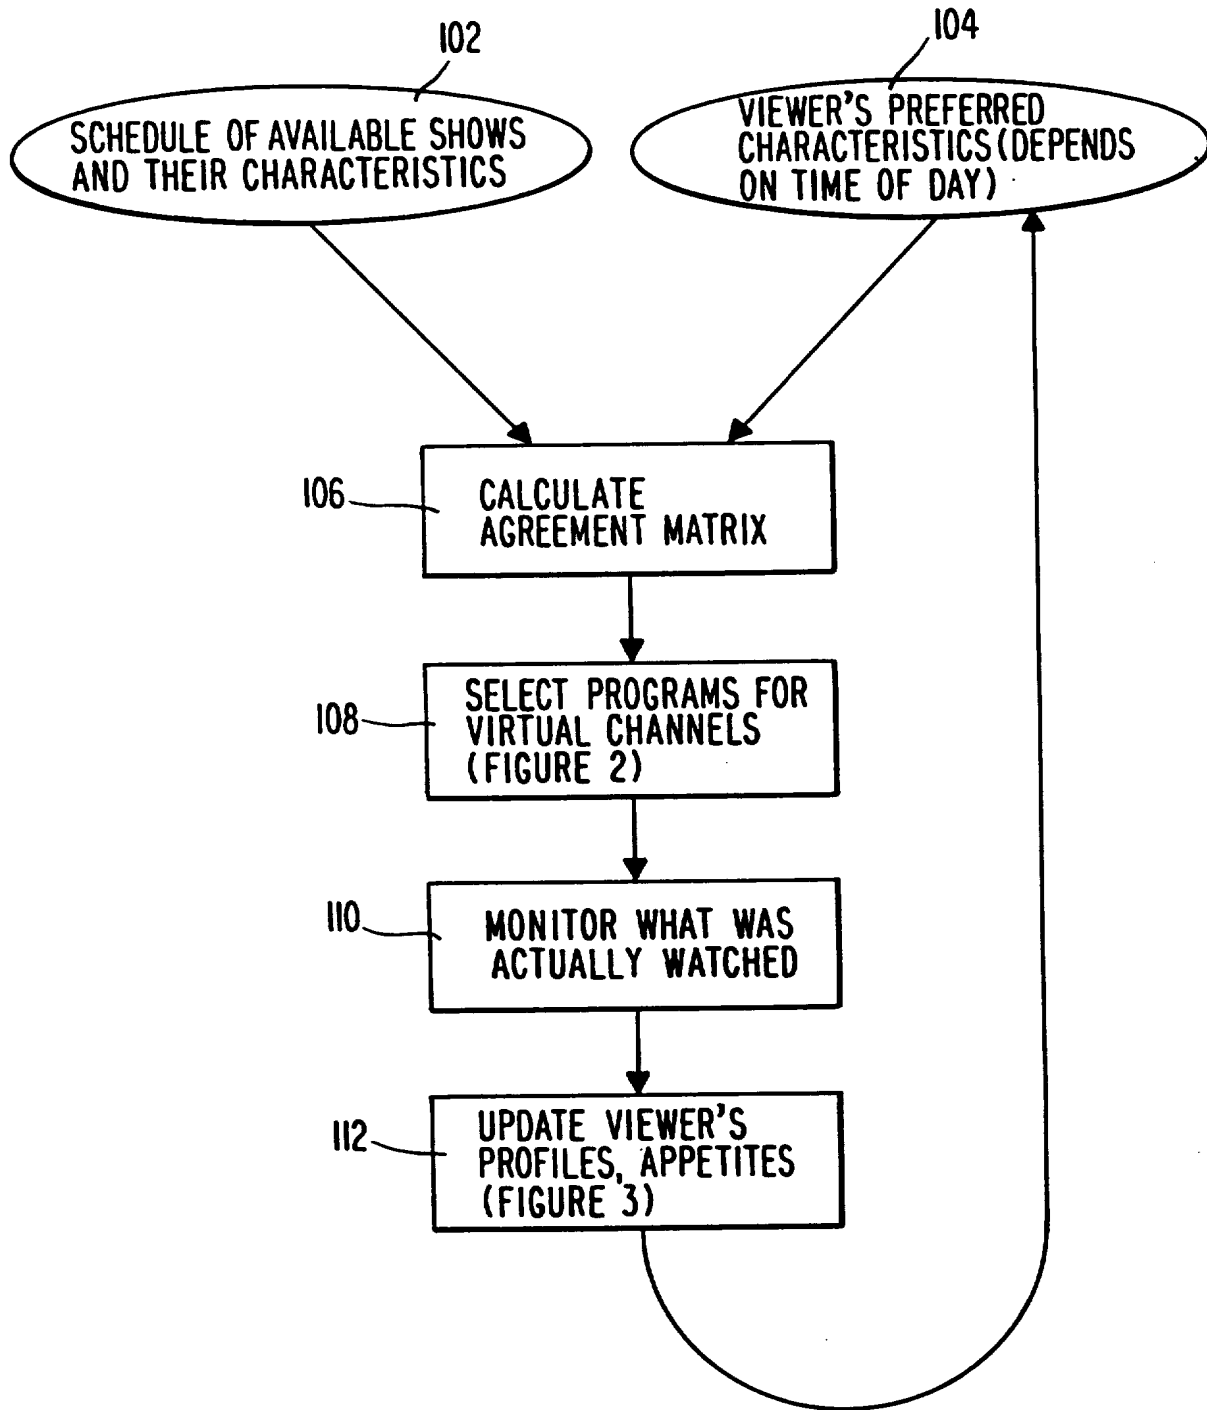 102
104
SCHEDULE OF AVAILABLE SHOWS
AND THEIR CHARACTERISTICS
VIEWER'S PREFERRED
CHARACTERISTICS (DEPENDS
ON TIME OF DAY)
106
CALCULATE
AGREEMENT MATRIX
108
SELECT PROGRAMS FOR
VIRTUAL CHANNELS
(FIGURE 2)
110
MONITOR WHAT WAS
ACTUALLY WATCHED
112
UPDATE VIEWER'S
PROFILES, APPETITES
(FIGURE 3)